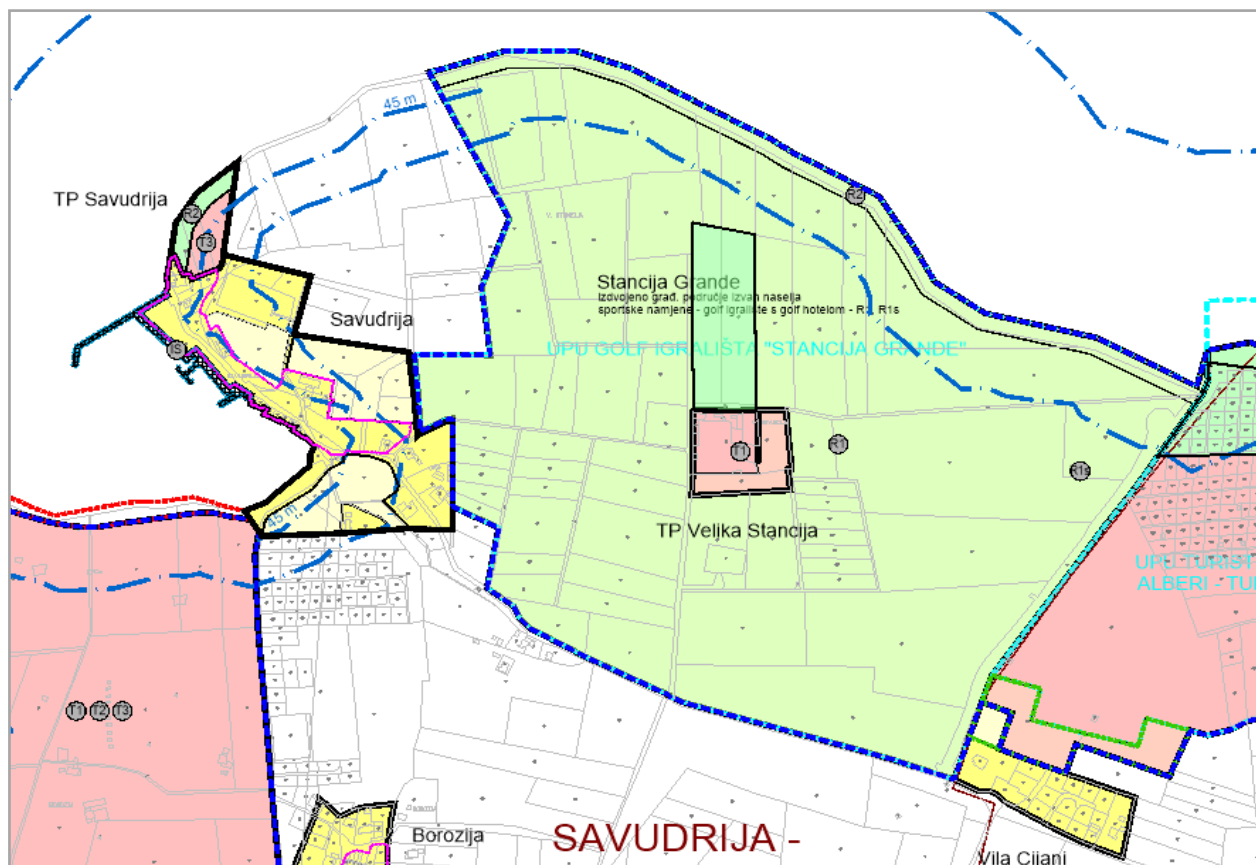 45 m
TP Savudrija
R2
T3
R2
Stancija Grande
Izdvojeno građ. područje izvan naselja
sportske namjene - golf igralište s golf hotelom - R1, R1s
Savudrija
UPU GOLF IGRALIŠTA "STANCIJA GRANDE"
IS
T1
R1
R1s
45 m
TP Velika Stancija
UPU TURIST
ALBERI - TU
T1 T2 T3
Borozija
SAVUDRIJA -
Vila Cijani